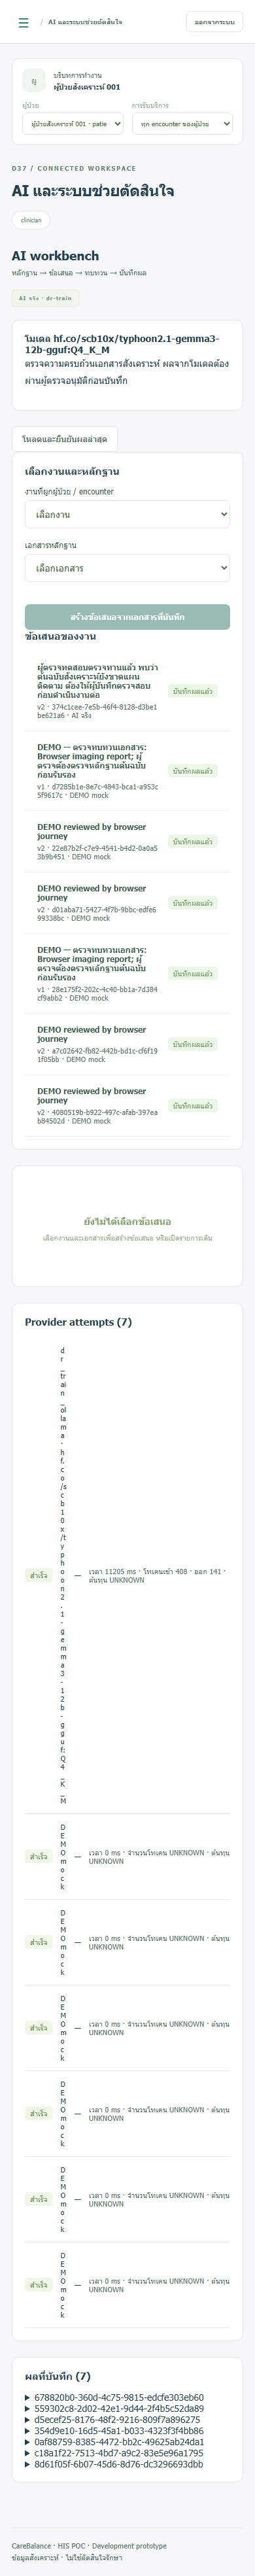 ☰ / AI และระบบช่วยตัดสินใจ ออกจากระบบ
ผู้ บริบทการทำงาน
ผู้ป่วยสังเคราะห์ 001
ผู้ป่วย การรับบริการ
ผู้ป่วยสังเคราะห์ 001 · patie ทุก encounter ของผู้ป่วย
D37 / CONNECTED WORKSPACE
AI และระบบช่วยตัดสินใจ
clinician
AI workbench
หลักฐาน → ข้อเสนอ → ทบทวน → บันทึกผล
AI จริง · dr-train
โมเดล hf.co/scb10x/typhoon2.1-gemma3-
12b-gguf:Q4_K_M
ตรวจความครบถ้วนเอกสารสังเคราะห์ ผลจากโมเดลต้อง
ผ่านผู้ตรวจอนุมัติก่อนบันทึก
โหลดและยืนยันผลล่าสุด
เลือกงานและหลักฐาน
งานที่ผูกผู้ป่วย / encounter
เลือกงาน
เอกสารหลักฐาน
เลือกเอกสาร
สร้างข้อเสนอจากเอกสารที่บันทึก
ข้อเสนอของงาน
ผู้ตรวจทดสอบตรวจทานแล้ว พบว่า
ต้นฉบับสังเคราะห์ยังขาดแผน
ติดตาม ต้องให้ผู้บันทึกตรวจสอบ
ก่อนดำเนินงานต่อ
v2 · 374c1cee-7e5b-46f4-8128-d3be1
be621a6 · AI จริง
บันทึกผลแล้ว
DEMO — ตรวจทบทวนเอกสาร:
Browser imaging report; ผู้
ตรวจต้องตรวจหลักฐานต้นฉบับ
ก่อนรับรอง
v1 · d7285b1e-8e7c-4843-bca1-a953c
5f9617c · DEMO mock
บันทึกผลแล้ว
DEMO reviewed by browser
journey
v2 · 22e87b2f-c7e9-4541-b4d2-0a0a5
3b9b451 · DEMO mock
บันทึกผลแล้ว
DEMO reviewed by browser
journey
v2 · d01aba71-5427-4f7b-9bbc-edfe6
99338bc · DEMO mock
บันทึกผลแล้ว
DEMO — ตรวจทบทวนเอกสาร:
Browser imaging report; ผู้
ตรวจต้องตรวจหลักฐานต้นฉบับ
ก่อนรับรอง
v1 · 28e175f2-202c-4c40-bb1a-7d384
cf9abb2 · DEMO mock
บันทึกผลแล้ว
DEMO reviewed by browser
journey
v2 · a7c02642-fb82-442b-bd1c-cf6f19
1f05bb · DEMO mock
บันทึกผลแล้ว
DEMO reviewed by browser
journey
v2 · 4080519b-b922-497c-afab-397ea
b84502d · DEMO mock
บันทึกผลแล้ว
ยังไม่ได้เลือกข้อเสนอ
เลือกงานและเอกสารเพื่อสร้างข้อเสนอ หรือเปิดรายการเดิม
Provider attempts (7)
สำเร็จ
d
r
_
tr
ai
n
_
ol
la
m
a
·
h
f.
c
o
/s
c
b
1
0
x
/t
y
p
h
o
o
n
2
.
1
-
g
e
m
m
a
3
-
1
2
b
-
g
g
u
f:
Q
4
_
K
_
M
— เวลา 11205 ms · โทเคนเข้า 408 · ออก 141 ·
ต้นทุน UNKNOWN
สำเร็จ
D
E
M
O
m
o
c
k
— เวลา 0 ms · จำนวนโทเคน UNKNOWN · ต้นทุน
UNKNOWN
สำเร็จ
D
E
M
O
m
o
c
k
— เวลา 0 ms · จำนวนโทเคน UNKNOWN · ต้นทุน
UNKNOWN
สำเร็จ
D
E
M
O
m
o
c
k
— เวลา 0 ms · จำนวนโทเคน UNKNOWN · ต้นทุน
UNKNOWN
สำเร็จ
D
E
M
O
m
o
c
k
— เวลา 0 ms · จำนวนโทเคน UNKNOWN · ต้นทุน
UNKNOWN
สำเร็จ
D
E
M
O
m
o
c
k
— เวลา 0 ms · จำนวนโทเคน UNKNOWN · ต้นทุน
UNKNOWN
สำเร็จ
D
E
M
O
m
o
c
k
— เวลา 0 ms · จำนวนโทเคน UNKNOWN · ต้นทุน
UNKNOWN
ผลที่บันทึก (7)
▶ 678820b0-360d-4c75-9815-edcfe303eb60
▶ 559302c8-2d02-42e1-9d44-2f4b5c52da89
▶ d5ecef25-8176-48f2-9216-809f7a896275
▶ 354d9e10-16d5-45a1-b033-4323f3f4bb86
▶ 0af88759-8385-4472-bb2c-49625ab24da1
▶ c18a1f22-7513-4bd7-a9c2-83e5e96a1795
▶ 8d61f05f-6b07-45d6-8d76-dc3296693dbb
CareBalance · HIS POC · Development prototype
ข้อมูลสังเคราะห์ · ไม่ใช้ตัดสินใจรักษา